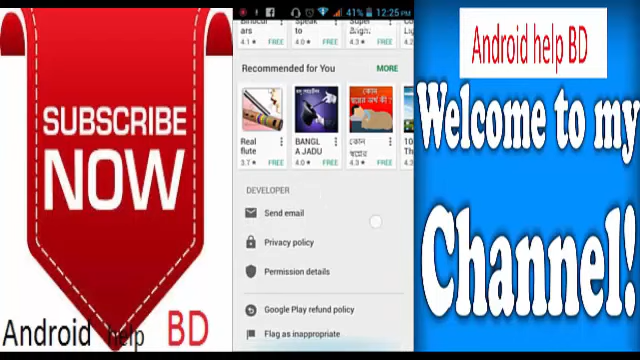 SUBSCRIBE
NOW
Android help BD
41% 12:25 PM
ars
4.1 FREE
Speak
to
4.0 FREE
Super
4.3 FREE
Recommended for You MORE
Real
flute
3.7 FREE
BANGL
A JADU
4.0 FREE
কোন
স্বপ্নের
4.3 FREE
DEVELOPER
Send email
Privacy policy
Permission details
Google Play refund policy
Flag as inappropriate
Android help BD
Welcome to my
Channel!